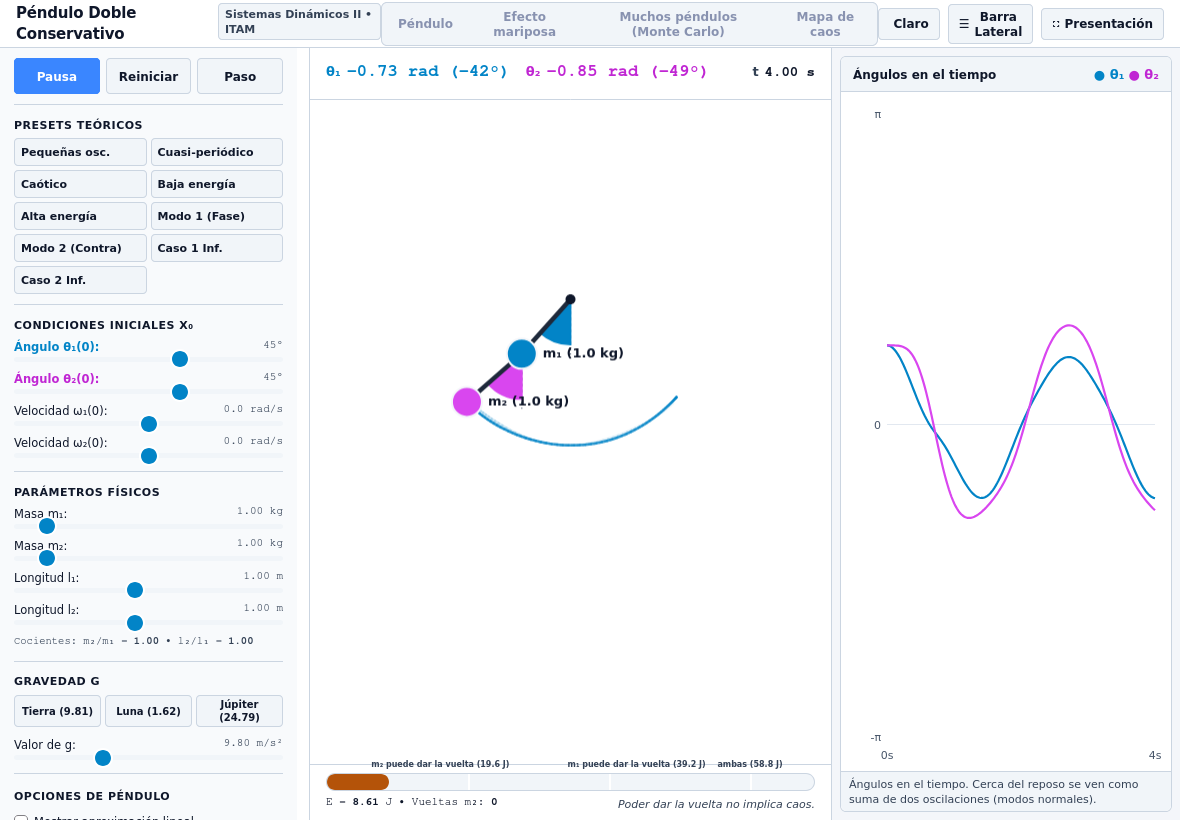 Péndulo Doble
Conservativo
Sistemas Dinámicos II •
ITAM
Péndulo
Efecto
mariposa
Muchos péndulos
(Monte Carlo)
Mapa de
caos
Claro
☰ Barra
Lateral
Presentación
Pausa
Reiniciar
Paso
PRESETS TEÓRICOS
Pequeñas osc.
Cuasi-periódico
Caótico
Baja energía
Alta energía
Modo 1 (Fase)
Modo 2 (Contra)
Caso 1 Inf.
Caso 2 Inf.
CONDICIONES INICIALES X₀
Ángulo θ₁(0): 45°
Ángulo θ₂(0): 45°
Velocidad ω₁(0): 0.0 rad/s
Velocidad ω₂(0): 0.0 rad/s
PARÁMETROS FÍSICOS
Masa m₁: 1.00 kg
Masa m₂: 1.00 kg
Longitud l₁: 1.00 m
Longitud l₂: 1.00 m
Cocientes: m₂/m₁ = 1.00 • l₂/l₁ = 1.00
GRAVEDAD G
Tierra (9.81)
Luna (1.62)
Júpiter
(24.79)
Valor de g: 9.80 m/s²
OPCIONES DE PÉNDULO
Mostrar aproximación lineal
θ₁ −0.73 rad (−42°) θ₂ −0.85 rad (−49°) t 4.00 s
m₁ (1.0 kg)
m₂ (1.0 kg)
m₂ puede dar la vuelta (19.6 J)
m₁ puede dar la vuelta (39.2 J)
ambas (58.8 J)
E = 8.61 J • Vueltas m₂: 0
Poder dar la vuelta no implica caos.
Ángulos en el tiempo
θ₁ θ₂
π
0
-π
0s
4s
Ángulos en el tiempo. Cerca del reposo se ven como
suma de dos oscilaciones (modos normales).